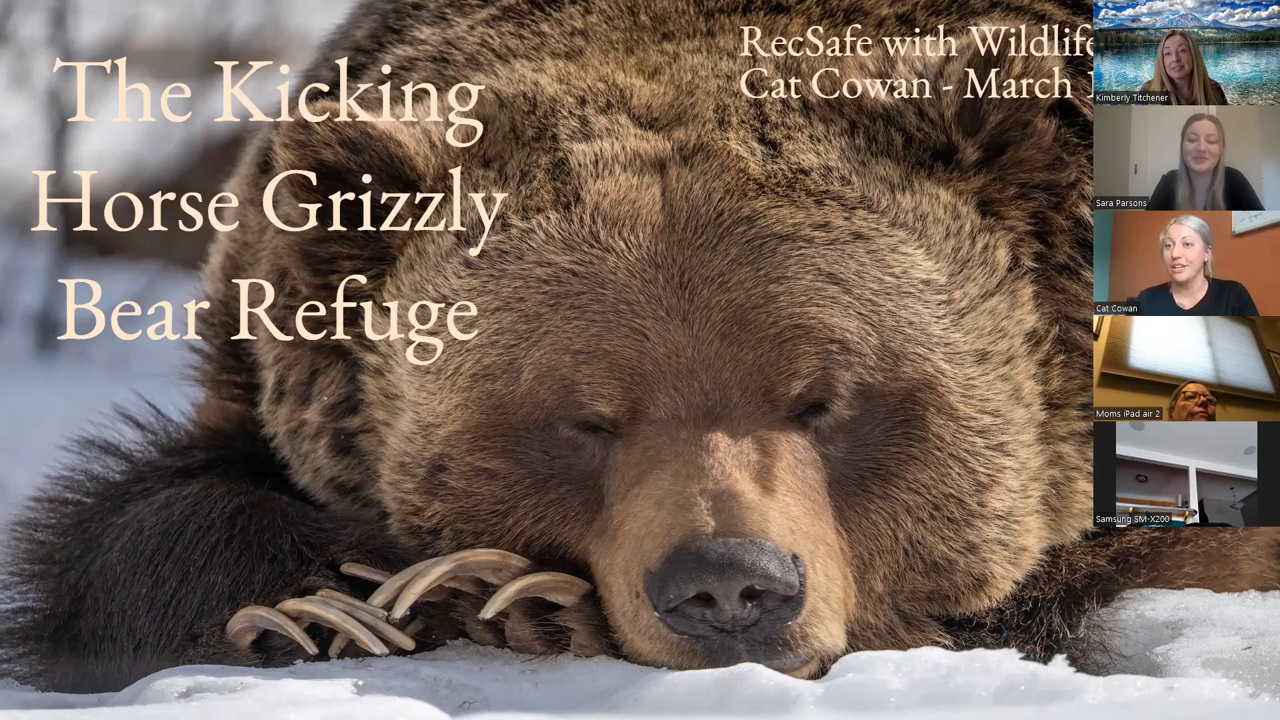 The Kicking
Horse Grizzly
Bear Refuge
RecSafe with Wildlife
Cat Cowan - March
Kimberly Titchener
Sara Parsons
Cat Cowan
Moms iPad air 2
Samsung SM-X200